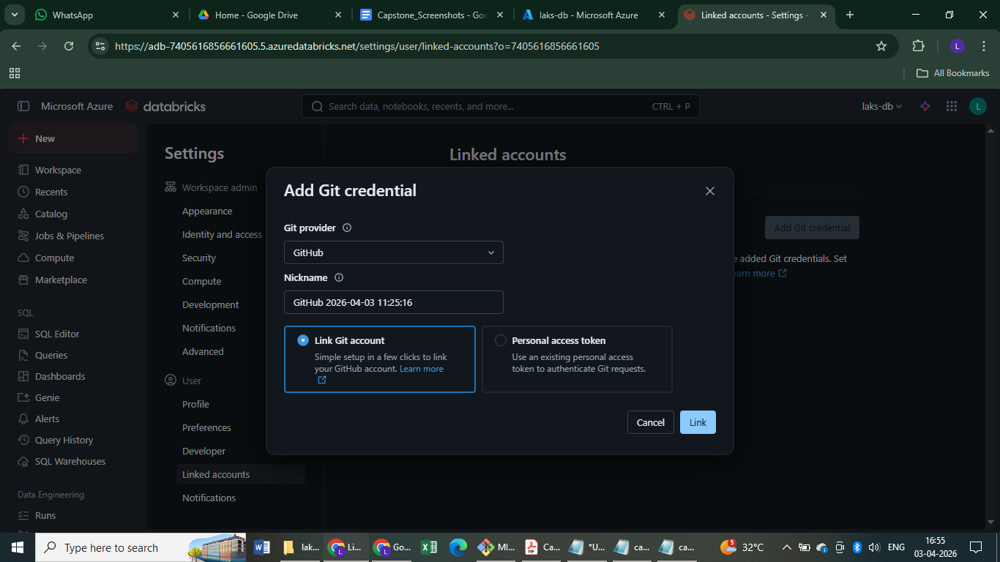 WhatsApp
Home - Google Drive
Capstone_Screenshots - Goo
laks-db - Microsoft Azure
Linked accounts - Settings -
https://adb-7405616856661605.5.azuredatabricks.net/settings/user/linked-accounts?o=7405616856661605
L
All Bookmarks
Microsoft Azure
databricks
Search data, notebooks, recents, and more...
CTRL + P
laks-db
L
New
Workspace
Recents
Catalog
Jobs & Pipelines
Compute
Marketplace
SQL
SQL Editor
Queries
Dashboards
Genie
Alerts
Query History
SQL Warehouses
Data Engineering
Runs
Settings
Workspace admin
Appearance
Identity and access
Security
Compute
Development
Notifications
Advanced
User
Profile
Preferences
Developer
Linked accounts
Notifications
Linked accounts
Add Git credential
e added Git credentials. Set
earn more
Add Git credential
Git provider
GitHub
Nickname
GitHub 2026-04-03 11:25:16
Link Git account
Simple setup in a few clicks to link
your GitHub account. Learn more
Personal access token
Use an existing personal access
token to authenticate Git requests.
Cancel
Link
Type here to search
lak...
Li...
Go...
MI...
Ca...
*U...
ca...
ca...
5
32°C
ENG
16:55
03-04-2026